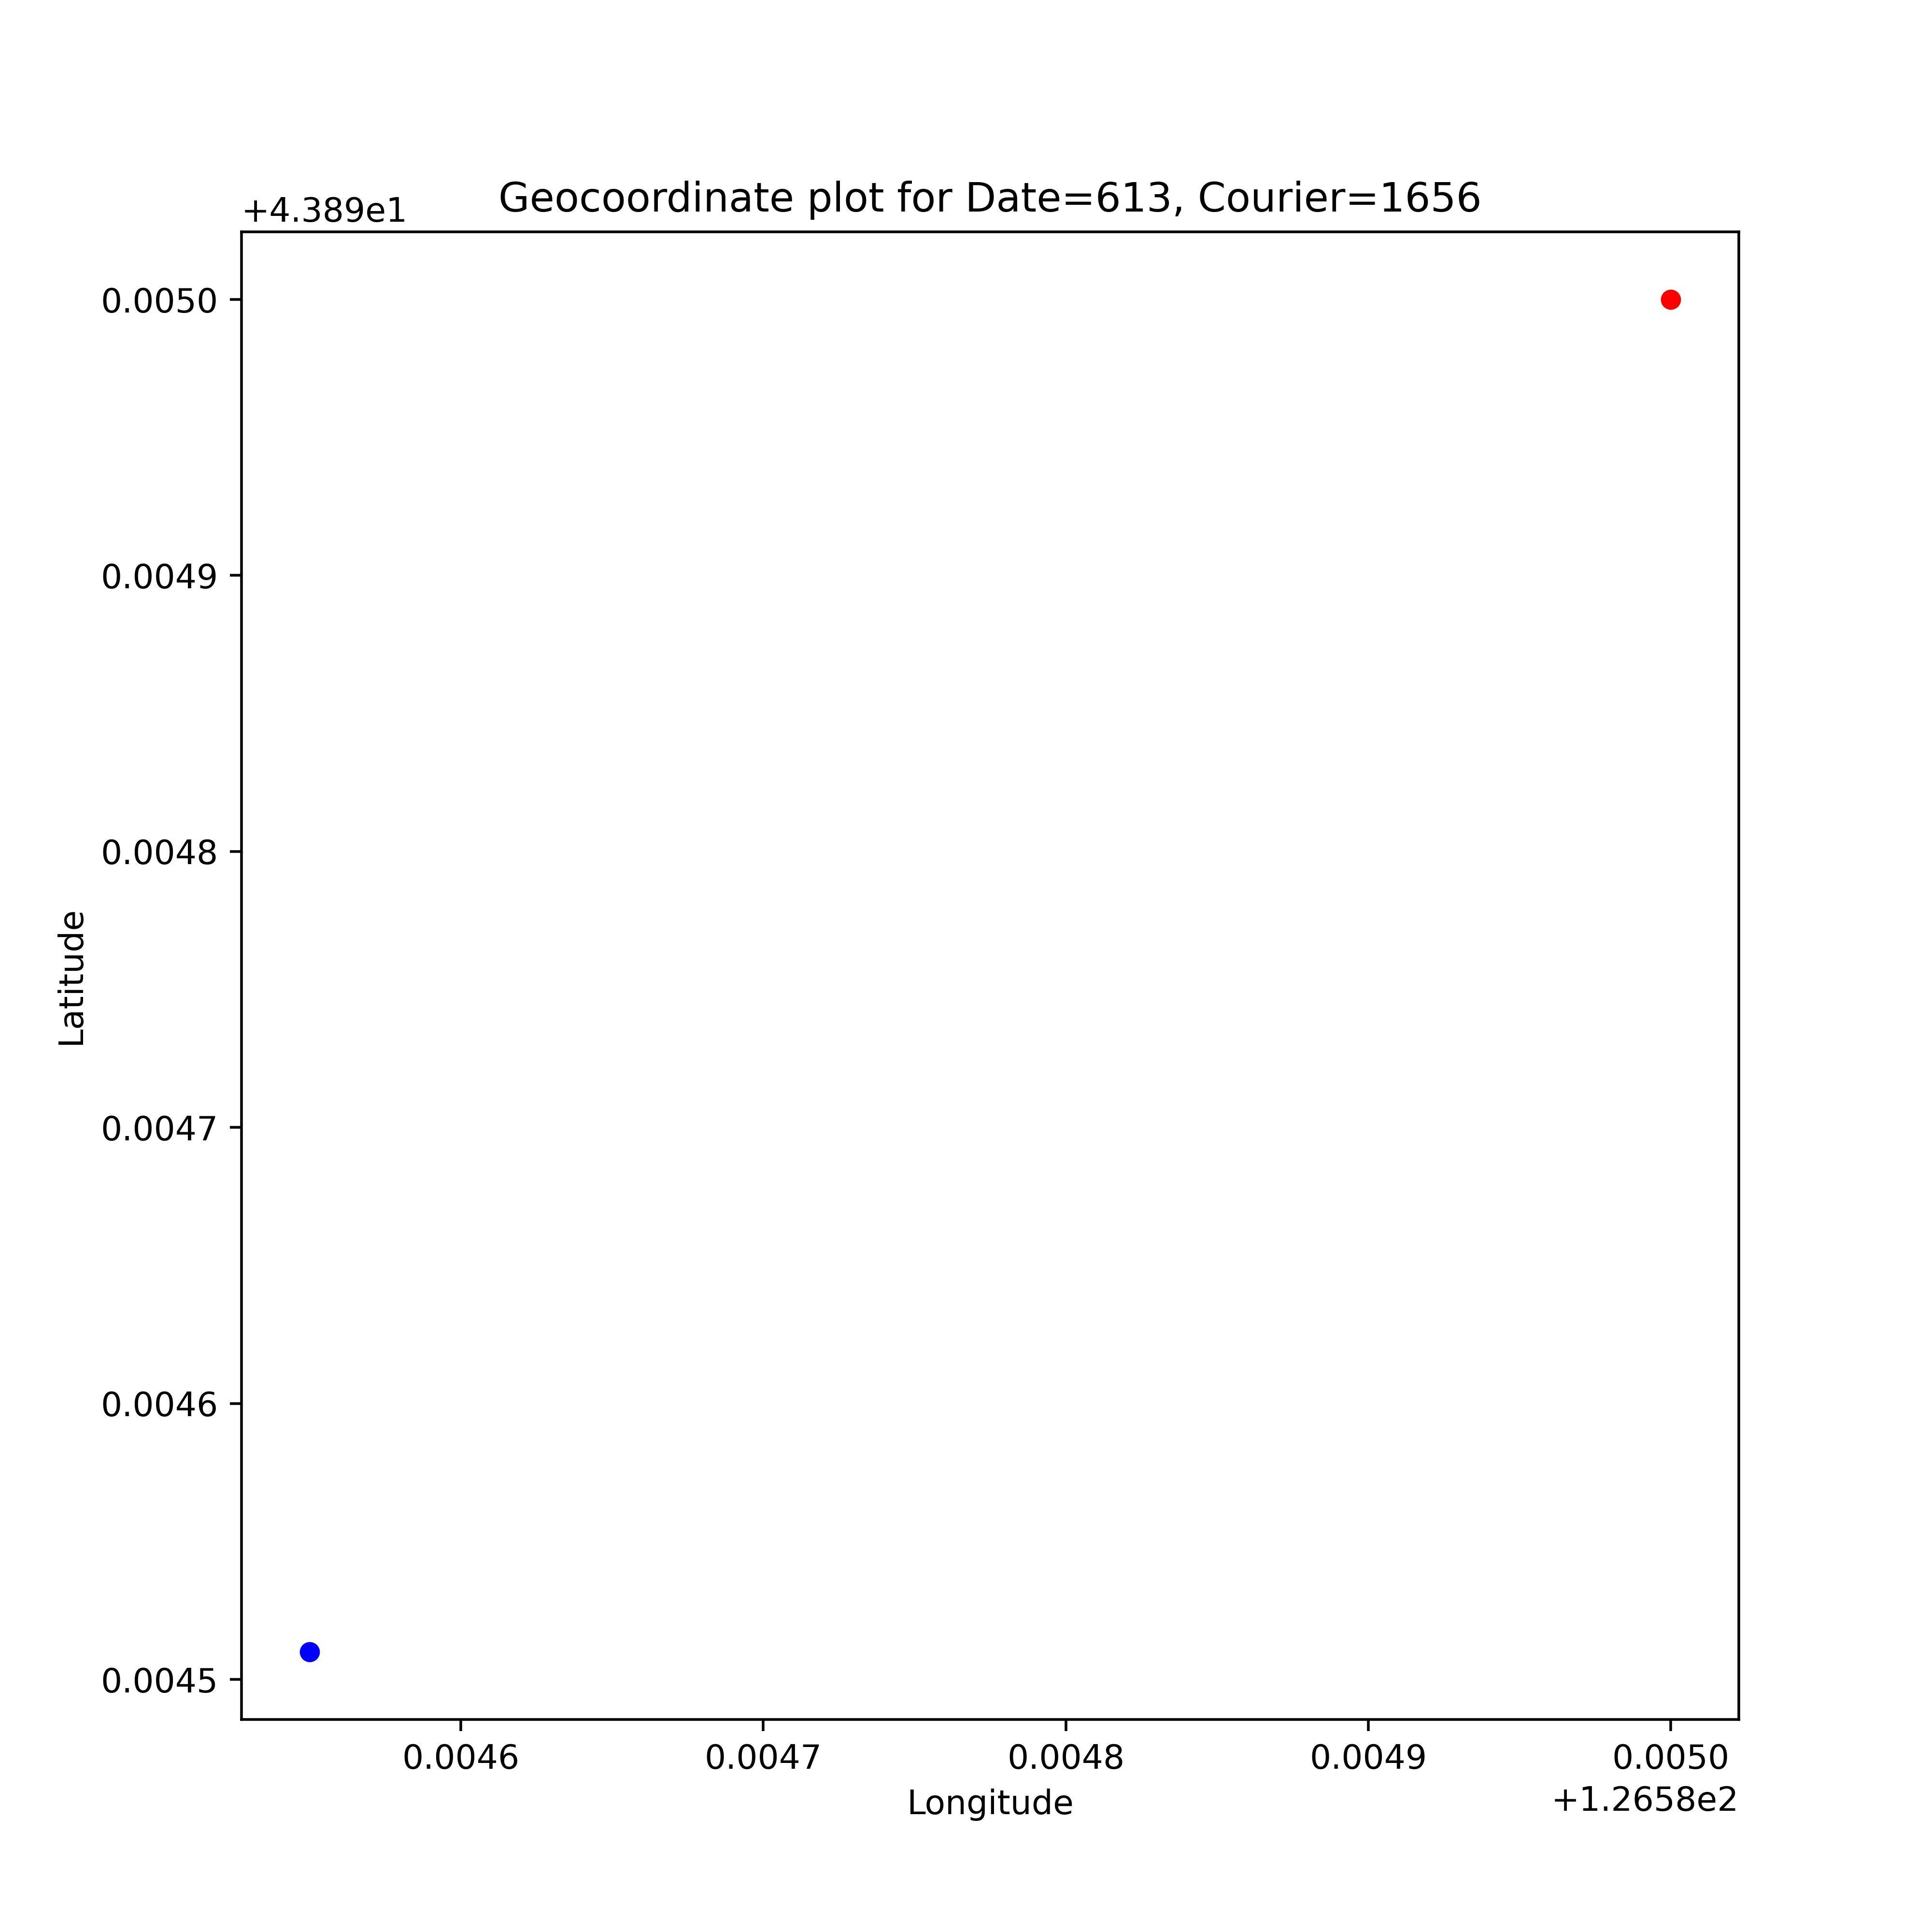 Geocoordinate plot for Date=613, Courier=1656
+4.389e1
0.0050
0.0049
0.0048
0.0047
0.0046
0.0045
Latitude
0.0046 0.0047 0.0048 0.0049 0.0050
Longitude
+1.2658e2